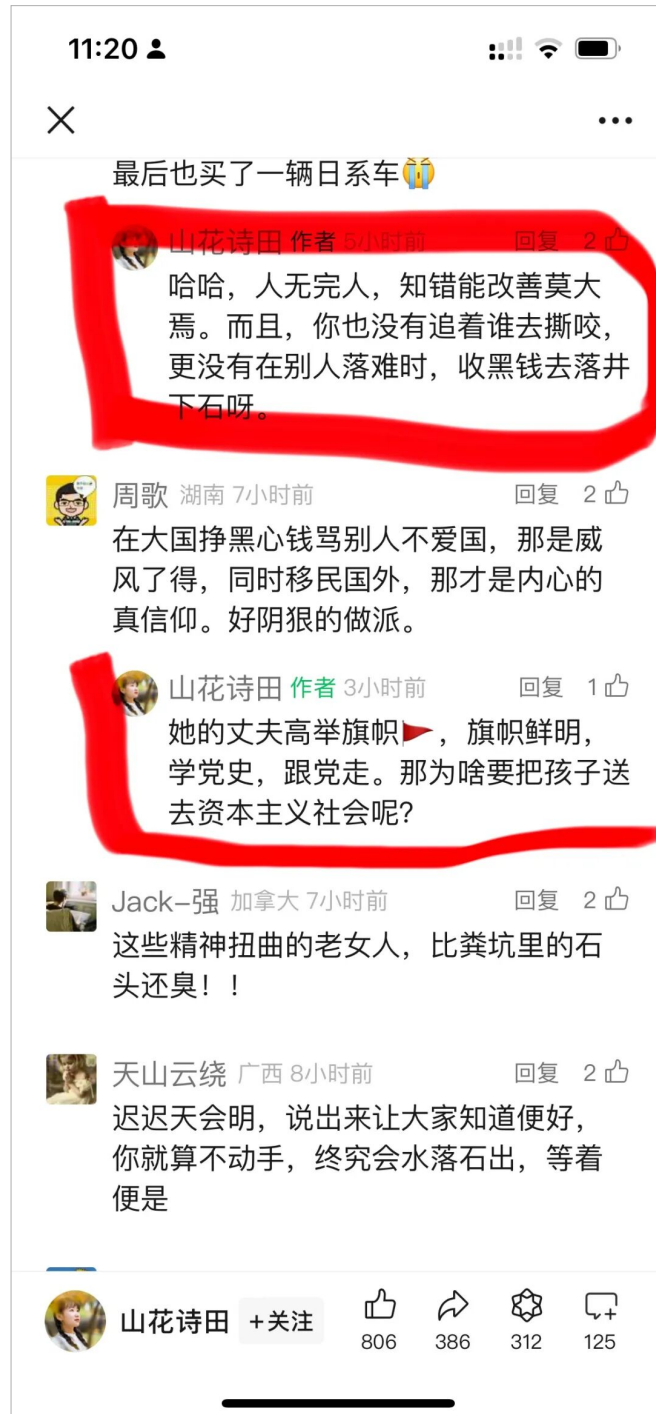 11:20
最后也买了一辆日系车😭
山花诗田 作者 5小时前 回复 2
哈哈，人无完人，知错能改善莫大
焉。而且，你也没有追着谁去撕咬，
更没有在别人落难时，收黑钱去落井
下石呀。
周歌 湖南 7小时前 回复 2
在大国挣黑心钱骂别人不爱国，那是威
风了得，同时移民国外，那才是内心的
真信仰。好阴狠的做派。
山花诗田 作者 3小时前 回复 1
她的丈夫高举旗帜🚩，旗帜鲜明，
学党史，跟党走。那为啥要把孩子送
去资本主义社会呢？
Jack-强 加拿大 7小时前 回复 2
这些精神扭曲的老女人，比粪坑里的石
头还臭！！
天山云绕 广西 8小时前 回复 2
迟迟天会明，说出来让大家知道便好，
你就算不动手，终究会水落石出，等着
便是
山花诗田 +关注 806 386 312 125